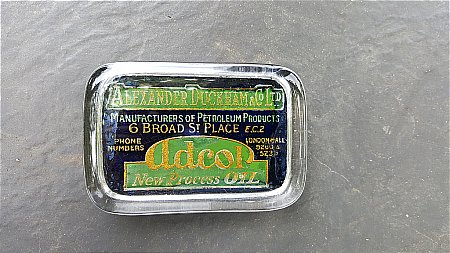 ALEXANDER DUCKHAM & CO LTD
MANUFACTURERS OF PETROLEUM PRODUCTS
6 BROAD ST PLACE E.C.2
PHONE NUMBERS
LONDON WALL
Adcol
New Process OIL